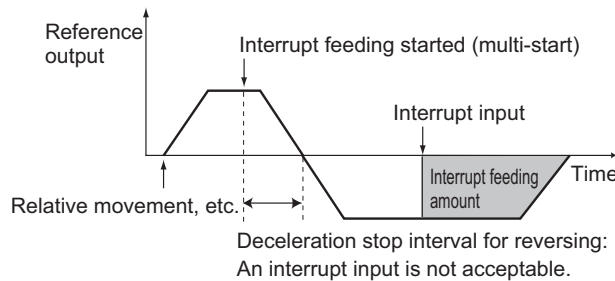 Reference
output
Interrupt feeding started (multi-start)
Interrupt input
Interrupt feeding
amount
Time
Relative movement, etc.
Deceleration stop interval for reversing:
An interrupt input is not acceptable.